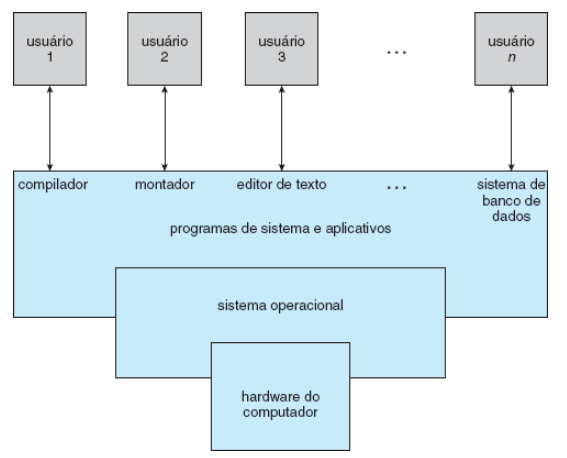 usuário
1
usuário
2
usuário
3
...
usuário
n
compilador
montador
editor de texto
...
sistema de
banco de
dados
programas de sistema e aplicativos
sistema operacional
hardware do
computador